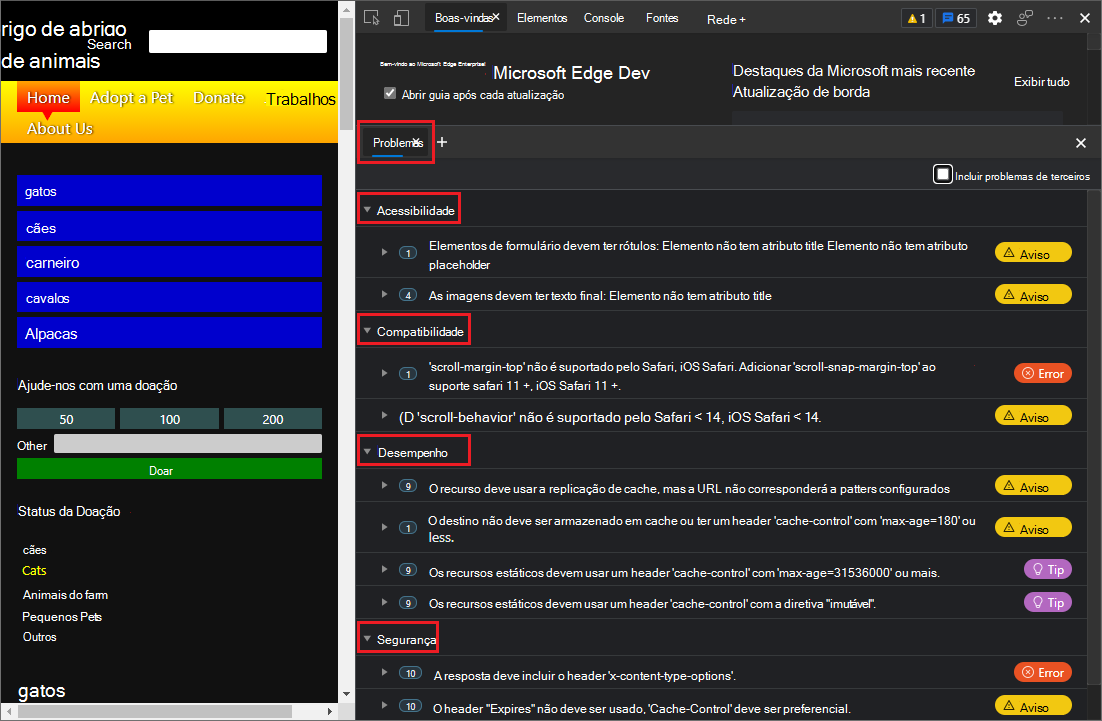 rigo de abrigo
Search
de animais
Home
Adopt a Pet
Donate
Trabalhos
About Us
gatos
cães
carneiro
cavalos
Alpacas
Ajude-nos com uma doação
50
100
200
Other
Doar
Status da Doação
cães
Cats
Animais do farm
Pequenos Pets
Outros
gatos
Boas-vindas
Elementos
Console
Fontes
Rede +
1
65
Bem-vindo ao Microsoft Edge Enterprise!
Microsoft Edge Dev
Abrir guia após cada atualização
Destaques da Microsoft mais recente
Atualização de borda
Exibir tudo
Problemas
Incluir problemas de terceiros
Acessibilidade
1
Elementos de formulário devem ter rótulos: Elemento não tem atributo title Elemento não tem atributo
placeholder
Aviso
4
As imagens devem ter texto final: Elemento não tem atributo title
Aviso
Compatibilidade
1
'scroll-margin-top' não é suportado pelo Safari, iOS Safari. Adicionar 'scroll-snap-margin-top' ao
suporte safari 11 +, iOS Safari 11 +.
Error
(D 'scroll-behavior' não é suportado pelo Safari < 14, iOS Safari < 14.
Aviso
Desempenho
9
O recurso deve usar a replicação de cache, mas a URL não corresponderá a patters configurados
Aviso
1
O destino não deve ser armazenado em cache ou ter um header 'cache-control' com 'max-age=180' ou
less.
Aviso
9
Os recursos estáticos devem usar um header 'cache-control' com 'max-age=31536000' ou mais.
Tip
9
Os recursos estáticos devem usar um header 'cache-control' com a diretiva "imutável".
Tip
Segurança
10
A resposta deve incluir o header 'x-content-type-options'.
Error
10
O header "Expires" não deve ser usado, 'Cache-Control' deve ser preferencial.
Aviso